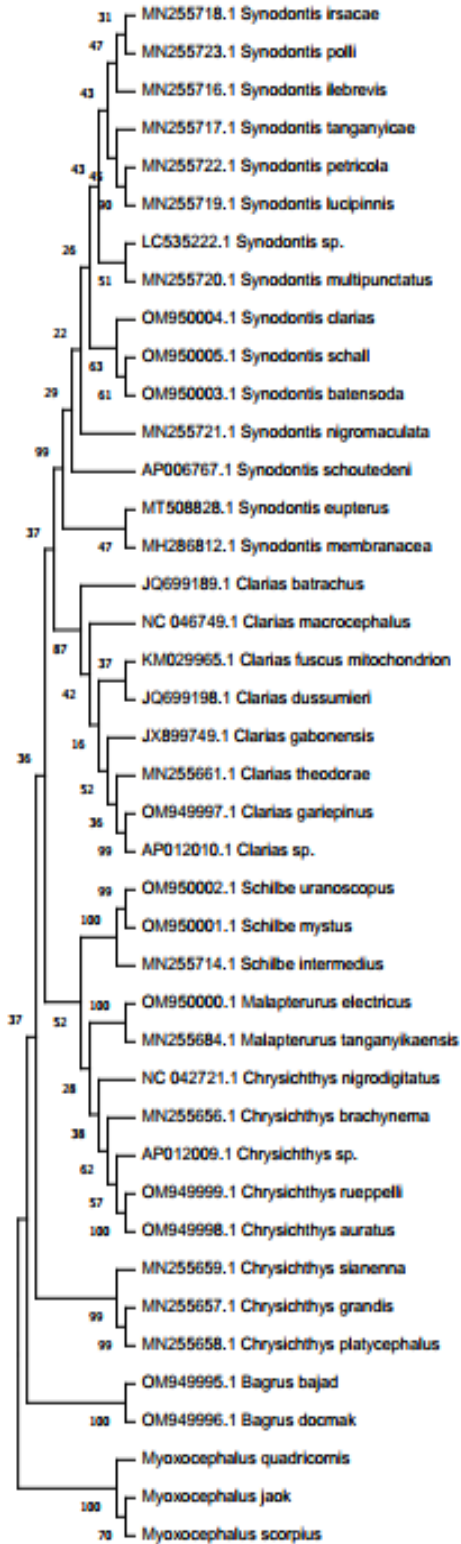 31
MN255718.1 Synodontis irsacae
47
MN255723.1 Synodontis polli
43
MN255716.1 Synodontis ilebrevis
MN255717.1 Synodontis tanganyicae
43 45
MN255722.1 Synodontis petricola
90
MN255719.1 Synodontis lucipinnis
26
LC535222.1 Synodontis sp.
51
MN255720.1 Synodontis multipunctatus
22
OM950004.1 Synodontis clarias
63
OM950005.1 Synodontis schall
29
61
OM950003.1 Synodontis batensoda
MN255721.1 Synodontis nigromaculata
99
AP006767.1 Synodontis schoutedeni
MT508828.1 Synodontis eupterus
37
47
MH286812.1 Synodontis membranacea
JQ699189.1 Clarias batrachus
NC 046749.1 Clarias macrocephalus
87
37
KM029965.1 Clarias fuscus mitochondrion
42
JQ699198.1 Clarias dussumieri
JX899749.1 Clarias gabonensis
16
36
MN255661.1 Clarias theodorae
52
OM949997.1 Clarias gariepinus
36
99
AP012010.1 Clarias sp.
99
OM950002.1 Schilbe uranoscopus
100
OM950001.1 Schilbe mystus
MN255714.1 Schilbe intermedius
100
OM950000.1 Malapterurus electricus
37
52
MN255684.1 Malapterurus tanganyikaensis
NC 042721.1 Chrysichthys nigrodigitatus
28
MN255656.1 Chrysichthys brachynema
38
AP012009.1 Chrysichthys sp.
62
OM949999.1 Chrysichthys rueppelli
57
100
OM949998.1 Chrysichthys auratus
MN255659.1 Chrysichthys sianenna
MN255657.1 Chrysichthys grandis
99
99
MN255658.1 Chrysichthys platycephalus
OM949995.1 Bagrus bajad
100
OM949996.1 Bagrus docmak
Myoxocephalus quadricornis
Myoxocephalus jaok
100
70
Myoxocephalus scorpius